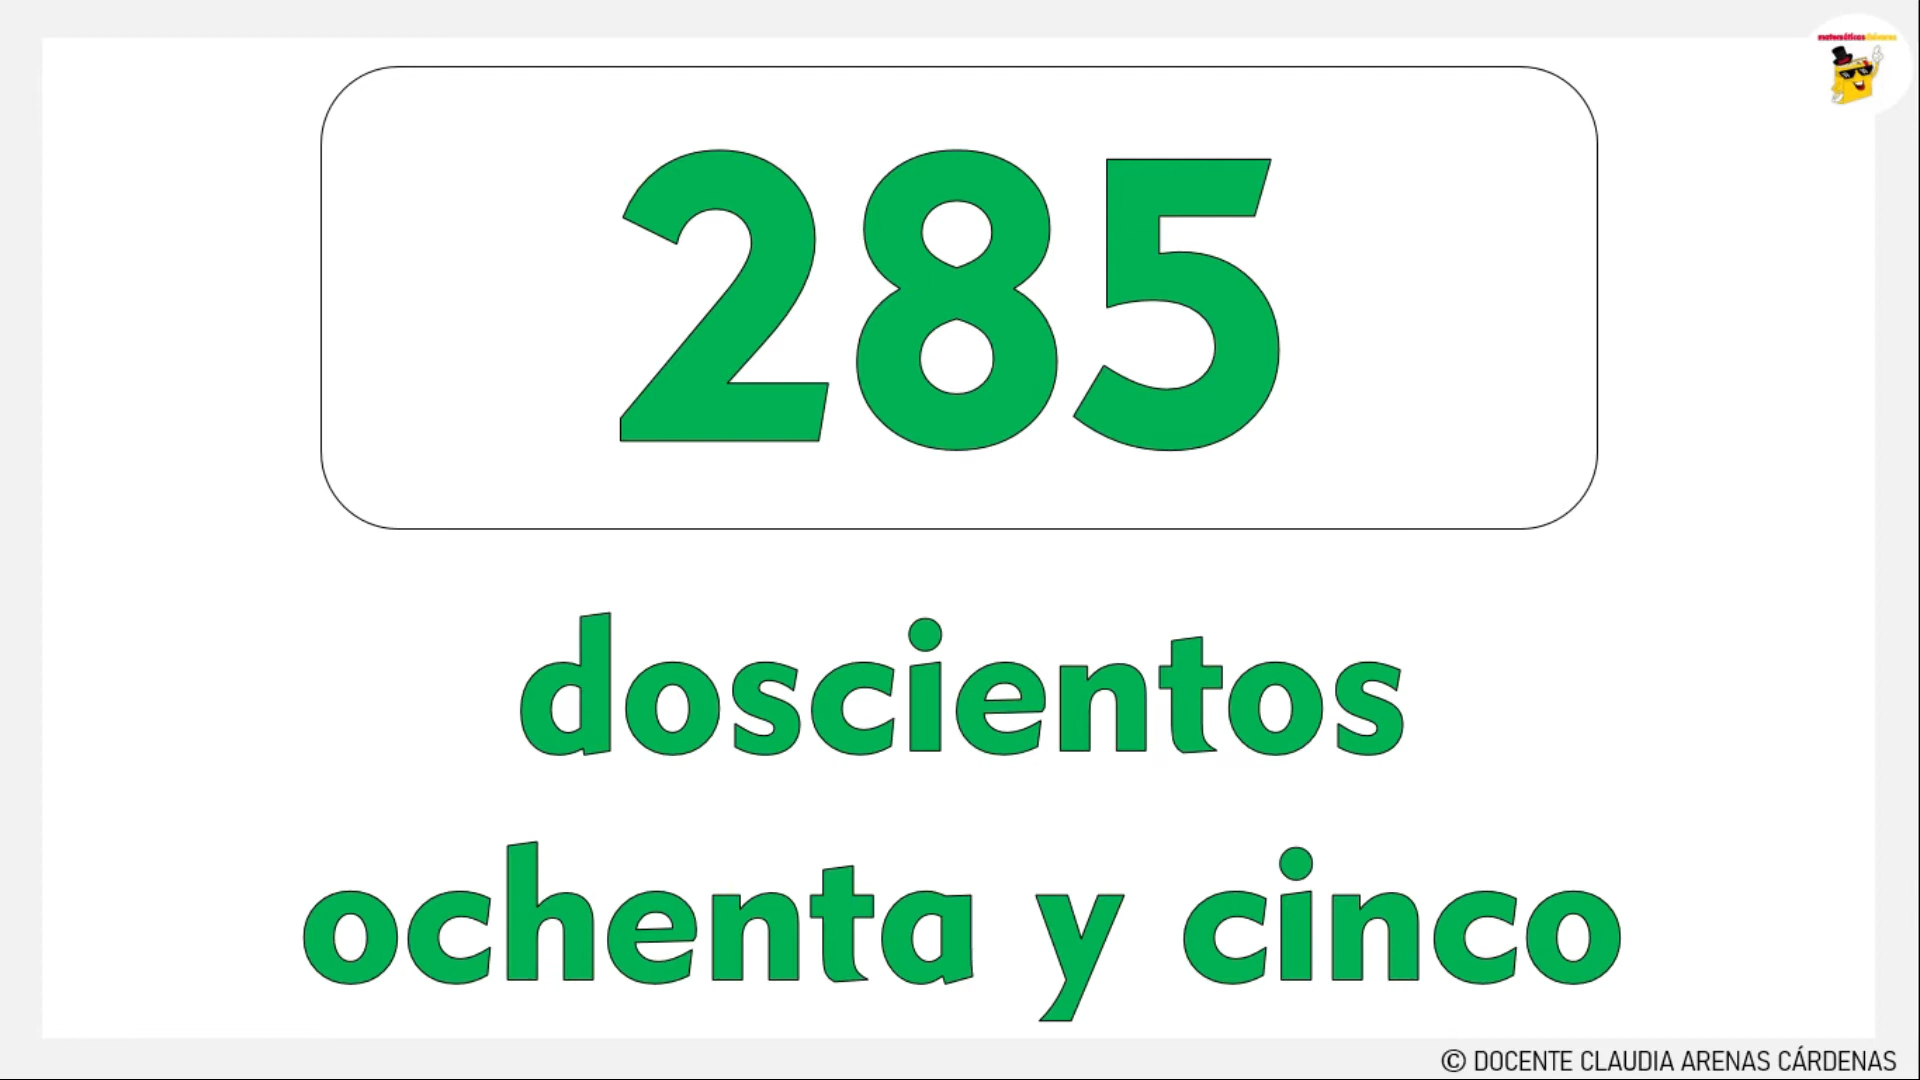 285
doscientos
ochenta y cinco
© DOCENTE CLAUDIA ARENAS CÁRDENAS